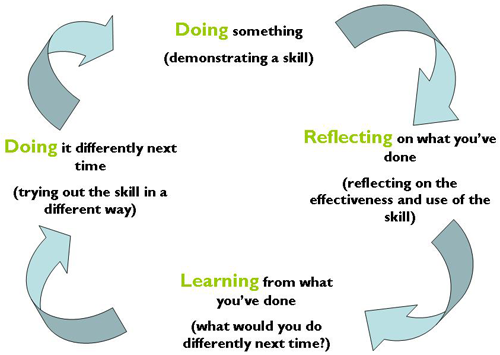 Doing something
(demonstrating a skill)
Reflecting on what you've
done
(reflecting on the
effectiveness and use of the
skill)
Learning from what
you've done
(what would you do
differently next time?)
Doing it differently next
time
(trying out the skill in a
different way)